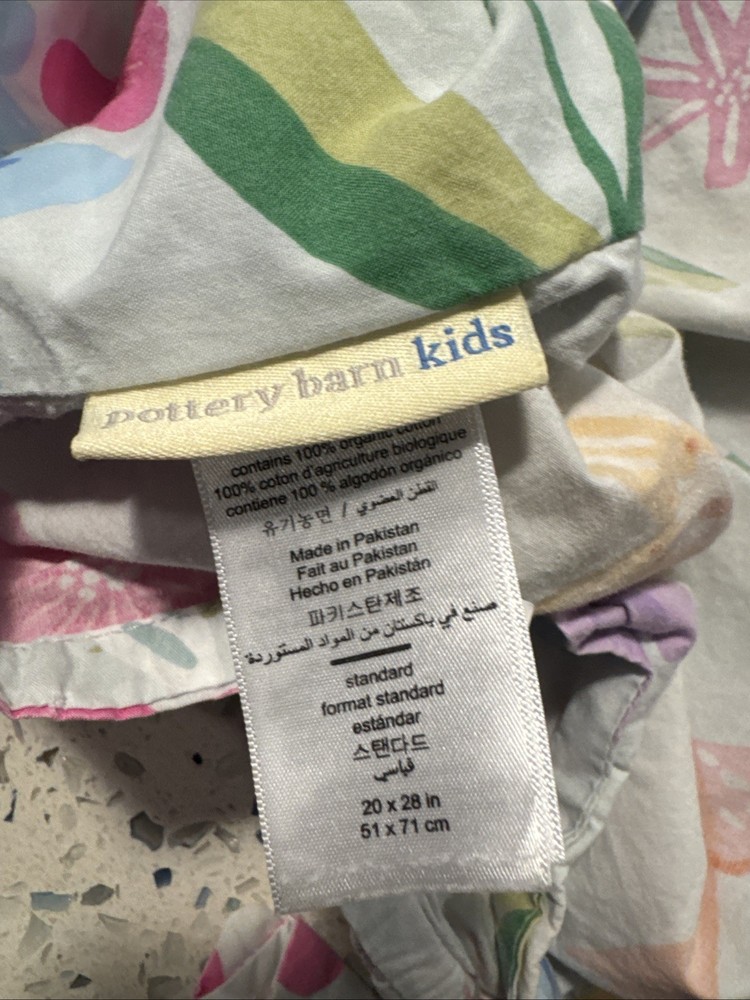 pottery barn kids
contains 100% organic cotton
100% coton d'agriculture biologique
contiene 100 % algodón orgánico
유기농면 / القطن العضوي
Made in Pakistan
Fait au Pakistan
Hecho en Pakistán
파키스탄제조
صنع في باكستان من المواد المستوردة.
standard
format standard
estándar
스탠다드
قياسي
20 x 28 in
51 x 71 cm